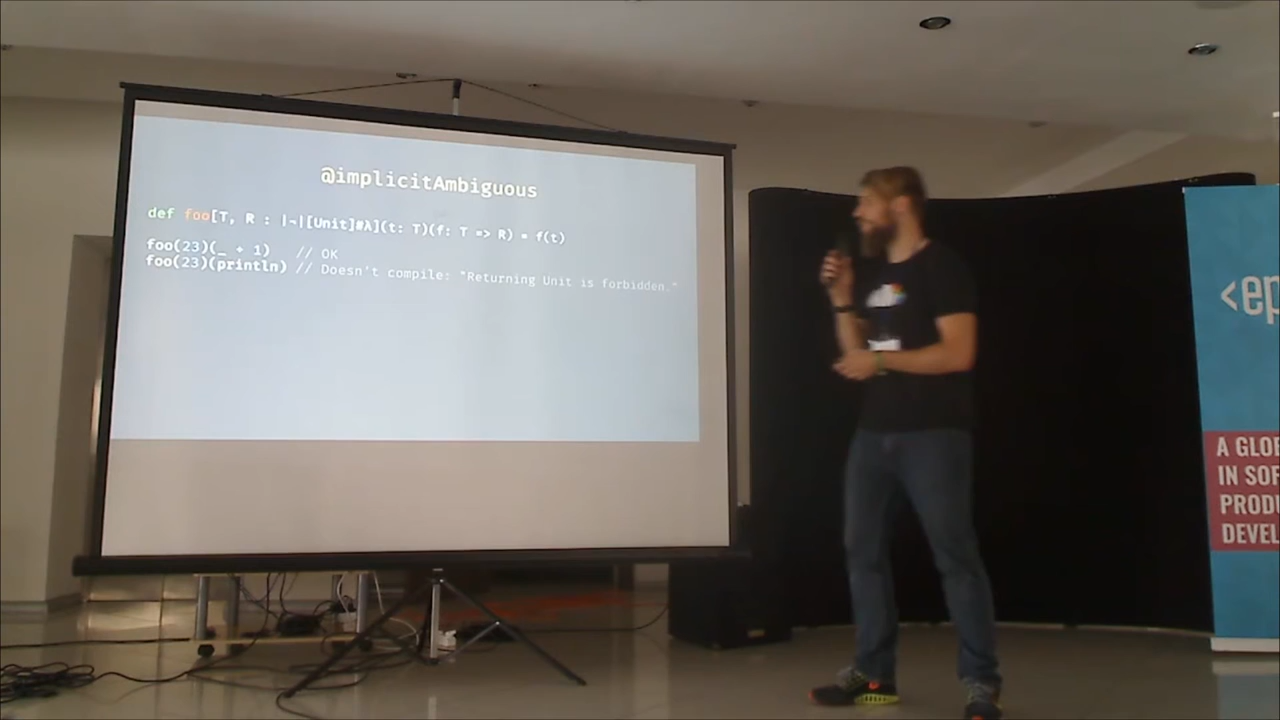 @implicitAmbiguous
def foo[T, R : |¬|[Unit]#λ](t: T)(f: T => R) = f(t)
foo(23)(_ + 1)    // OK
foo(23)(println) // Doesn't compile: "Returning Unit is forbidden."
<ep
A GLOB
IN SOF
PRODU
DEVEL